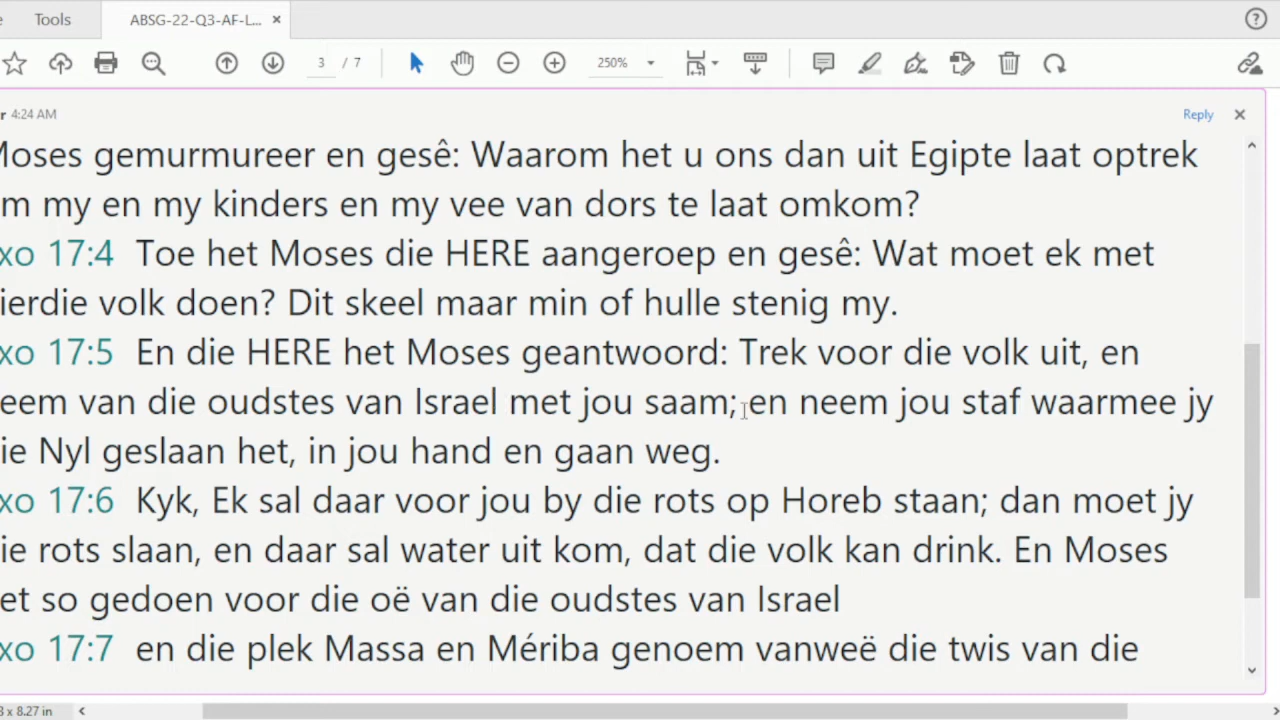 Tools
ABSG-22-Q3-AF-L...
3 / 7
250%
r 4:24 AM
Reply
Moses gemurmureer en gesê: Waarom het u ons dan uit Egipte laat optrek
m my en my kinders en my vee van dors te laat omkom?
xo 17:4 Toe het Moses die HERE aangeroep en gesê: Wat moet ek met
ierdie volk doen? Dit skeel maar min of hulle stenig my.
xo 17:5 En die HERE het Moses geantwoord: Trek voor die volk uit, en
eem van die oudstes van Israel met jou saam; en neem jou staf waarmee jy
ie Nyl geslaan het, in jou hand en gaan weg.
xo 17:6 Kyk, Ek sal daar voor jou by die rots op Horeb staan; dan moet jy
ie rots slaan, en daar sal water uit kom, dat die volk kan drink. En Moses
et so gedoen voor die oë van die oudstes van Israel
xo 17:7 en die plek Massa en Mériba genoem vanweë die twis van die
3 x 8.27 in